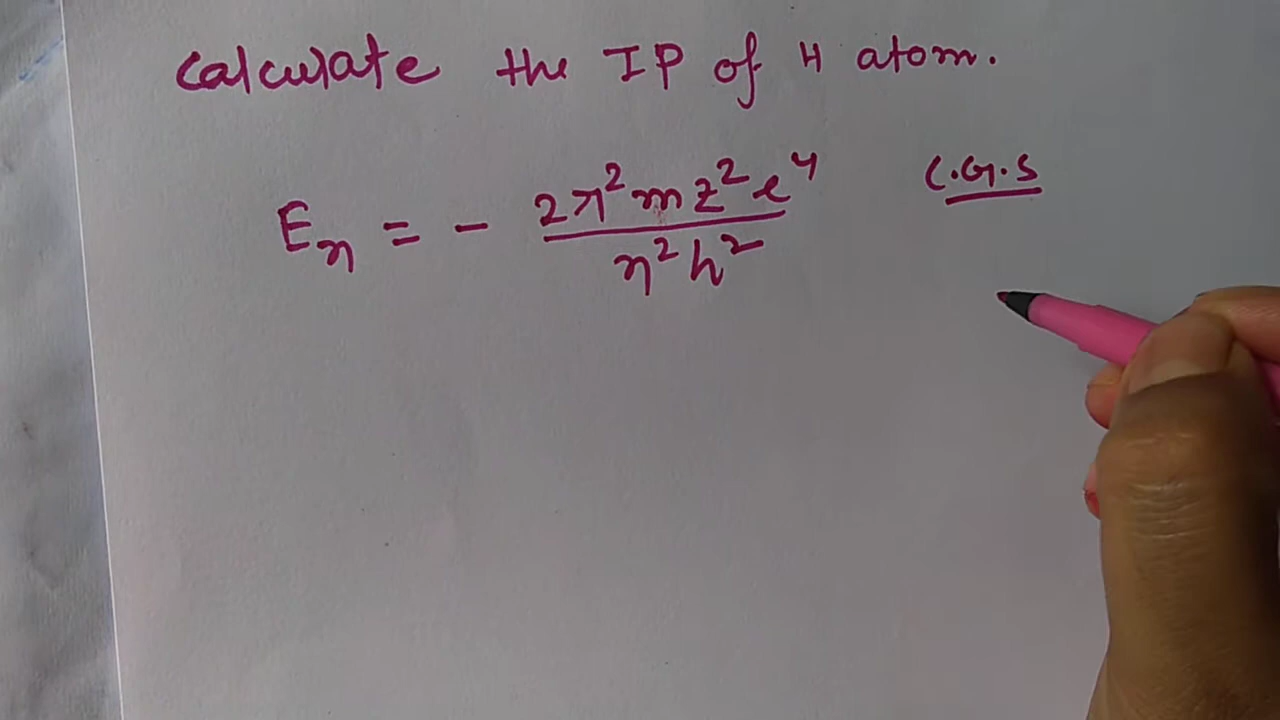 Calculate the IP of H atom.
Eₙ = - 2π²mz²e⁴ / n²h²
C.G.S